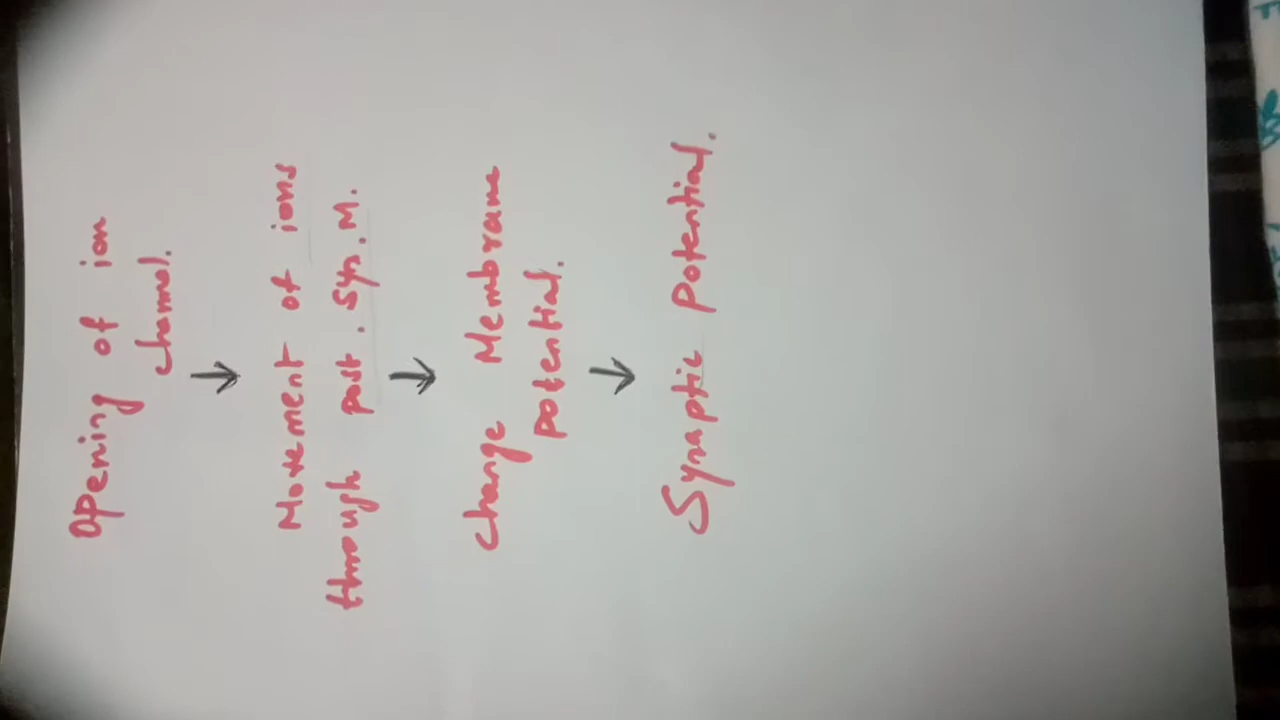 Opening of ion
channel.
↓
Movement of ions
through post. Syn. M.
↓
Change Membrane
potential.
↓
Synaptic Potential.